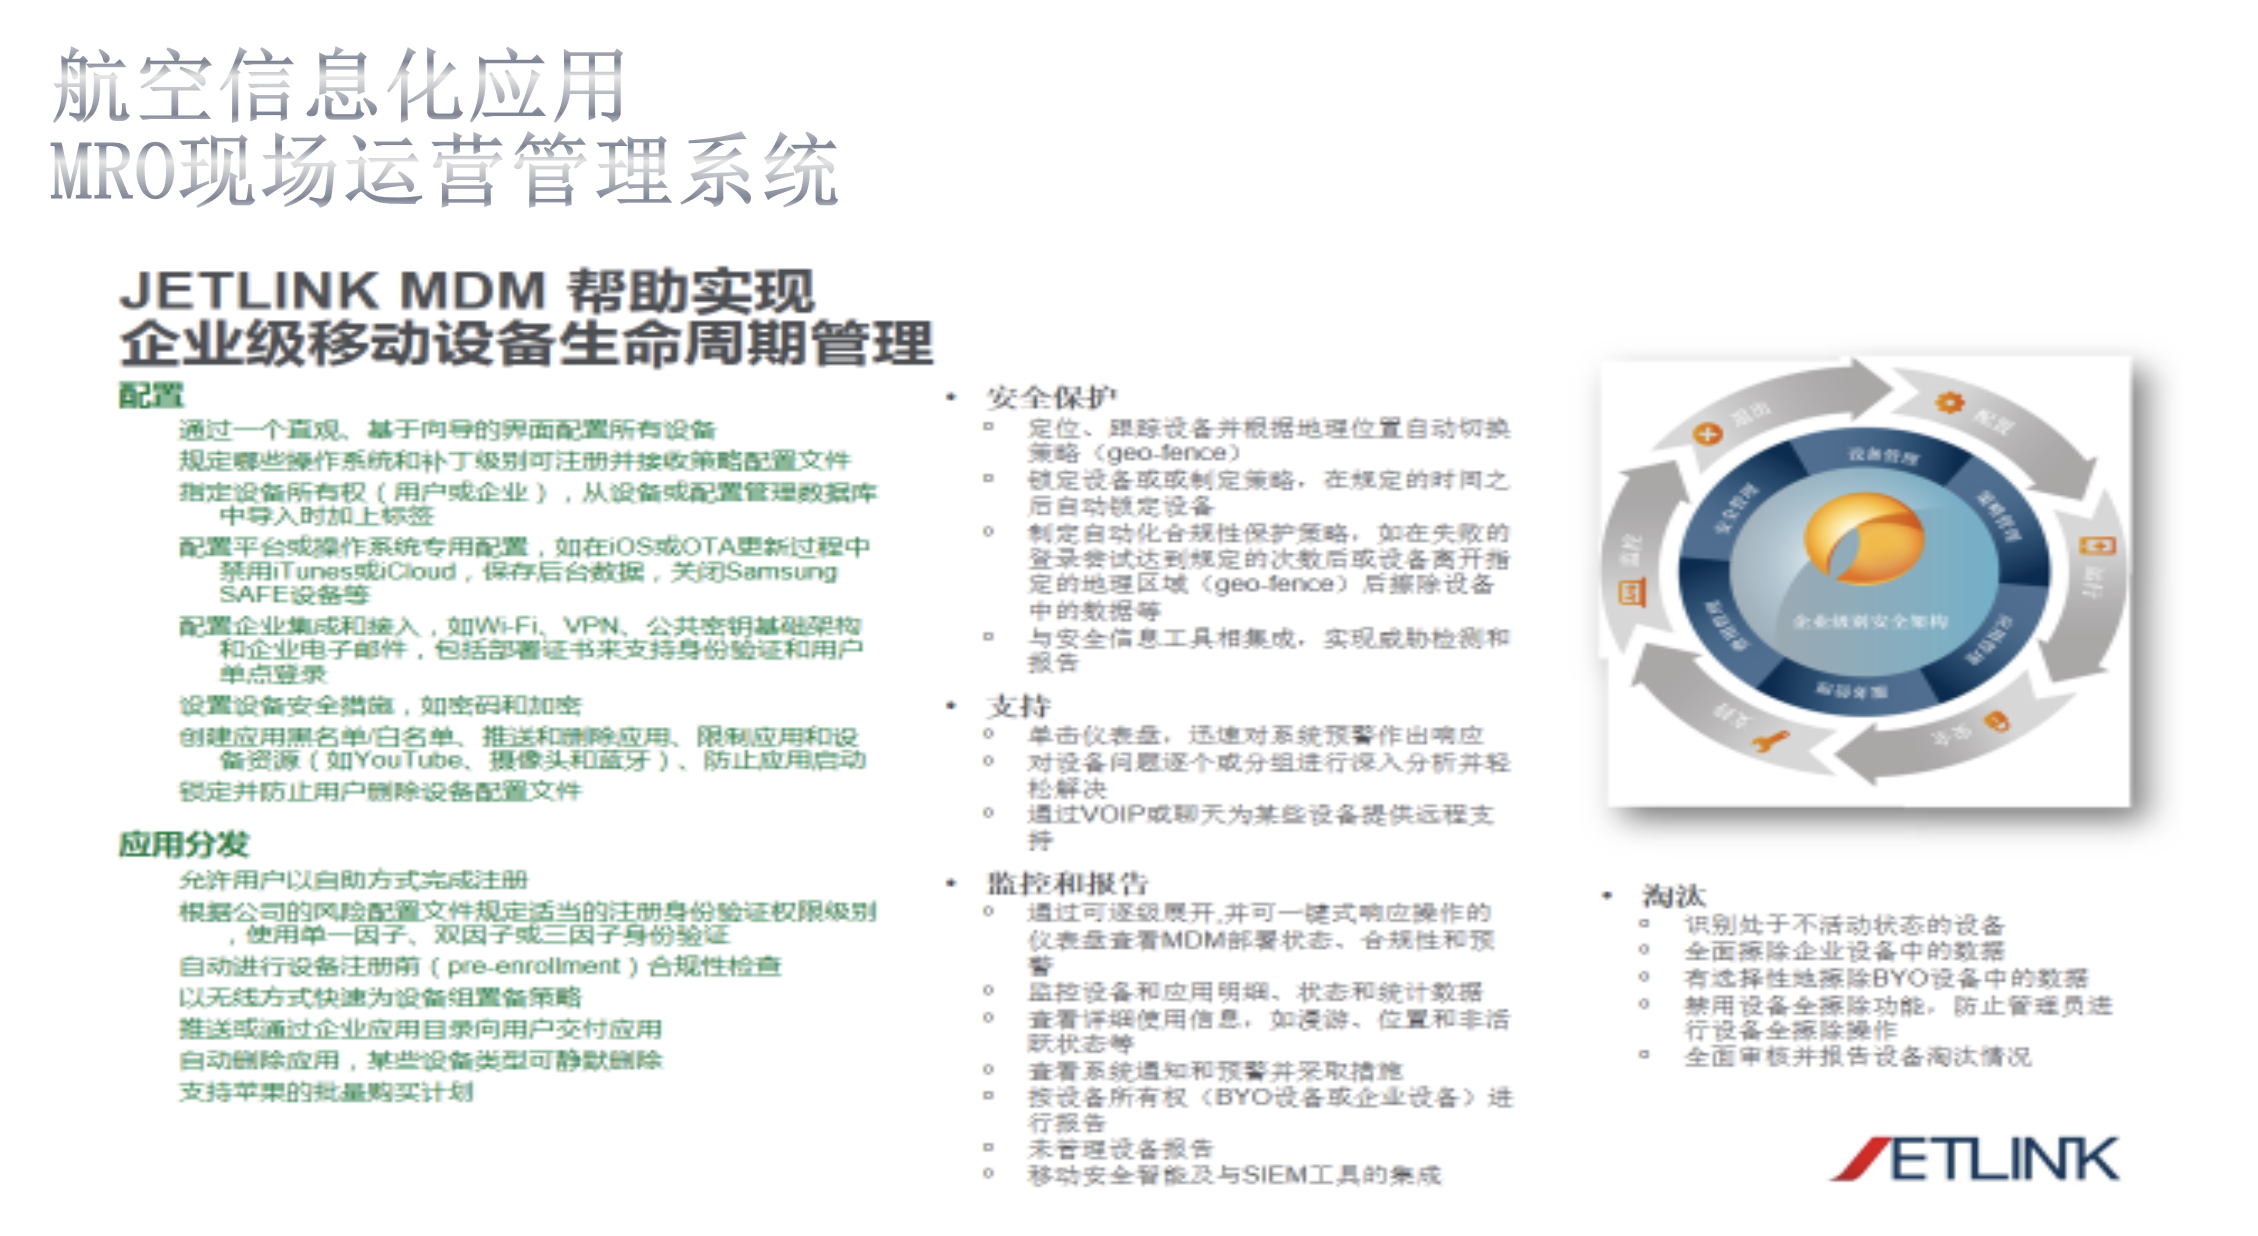 航空信息化应用
MRO现场运营管理系统
JETLINK MDM 帮助实现
企业级移动设备生命周期管理
配置
通过一个直观、基于向导的界面配置所有设备
规定哪些操作系统和补丁级别可注册并接收策略配置文件
指定设备所有权（用户或企业），从设备或配置管理数据库
中导入时加上标签
配置平台或操作系统专用配置，如在iOS或OTA更新过程中
禁用iTunes或iCloud，保存后台数据，关闭Samsung
SAFE设备等
配置企业集成和接入，如Wi-Fi、VPN、公共密钥基础架构
和企业电子邮件，包括部署证书来支持身份验证和用户
单点登录
设置设备安全措施，如密码和加密
创建应用黑名单/白名单、推送和删除应用、限制应用和设
备资源（如YouTube、摄像头和蓝牙）、防止应用启动
锁定并防止用户删除设备配置文件
应用分发
允许用户以自助方式完成注册
根据公司的风险配置文件规定适当的注册身份验证权限级别
，使用单一因子、双因子或三因子身份验证
自动进行设备注册前（pre-enrollment）合规性检查
以无线方式快速为设备组置备策略
推送或通过企业应用目录向用户交付应用
自动删除应用，某些设备类型可静默删除
支持苹果的批量购买计划
• 安全保护
▫ 定位、跟踪设备并根据地理位置自动切换
策略（geo-fence）
▫ 锁定设备或或制定策略，在规定的时间之
后自动锁定设备
▫ 制定自动化合规性保护策略，如在失败的
登录尝试达到规定的次数后或设备离开指
定的地理区域（geo-fence）后擦除设备
中的数据等
▫ 与安全信息工具相集成，实现威胁检测和
报告
• 支持
▫ 单击仪表盘，迅速对系统预警作出响应
▫ 对设备问题逐个或分组进行深入分析并轻
松解决
▫ 通过VOIP或聊天为某些设备提供远程支
持
• 监控和报告
▫ 通过可逐级展开,并可一键式响应操作的
仪表盘查看MDM部署状态、合规性和预
警
▫ 监控设备和应用明细、状态和统计数据
▫ 查看详细使用信息，如漫游、位置和非活
跃状态等
▫ 查看系统通知和预警并采取措施
▫ 按设备所有权（BYO设备或企业设备）进
行报告
▫ 未管理设备报告
▫ 移动安全智能及与SIEM工具的集成
配置
安全
支持
监控
设备管理
应用管理
服务管理
安全管理
企业级别安全架构
• 淘汰
▫ 识别处于不活动状态的设备
▫ 全面擦除企业设备中的数据
▫ 有选择性地擦除BYO设备中的数据
▫ 禁用设备全擦除功能，防止管理员进
行设备全擦除操作
▫ 全面审核并报告设备淘汰情况
JETLINK